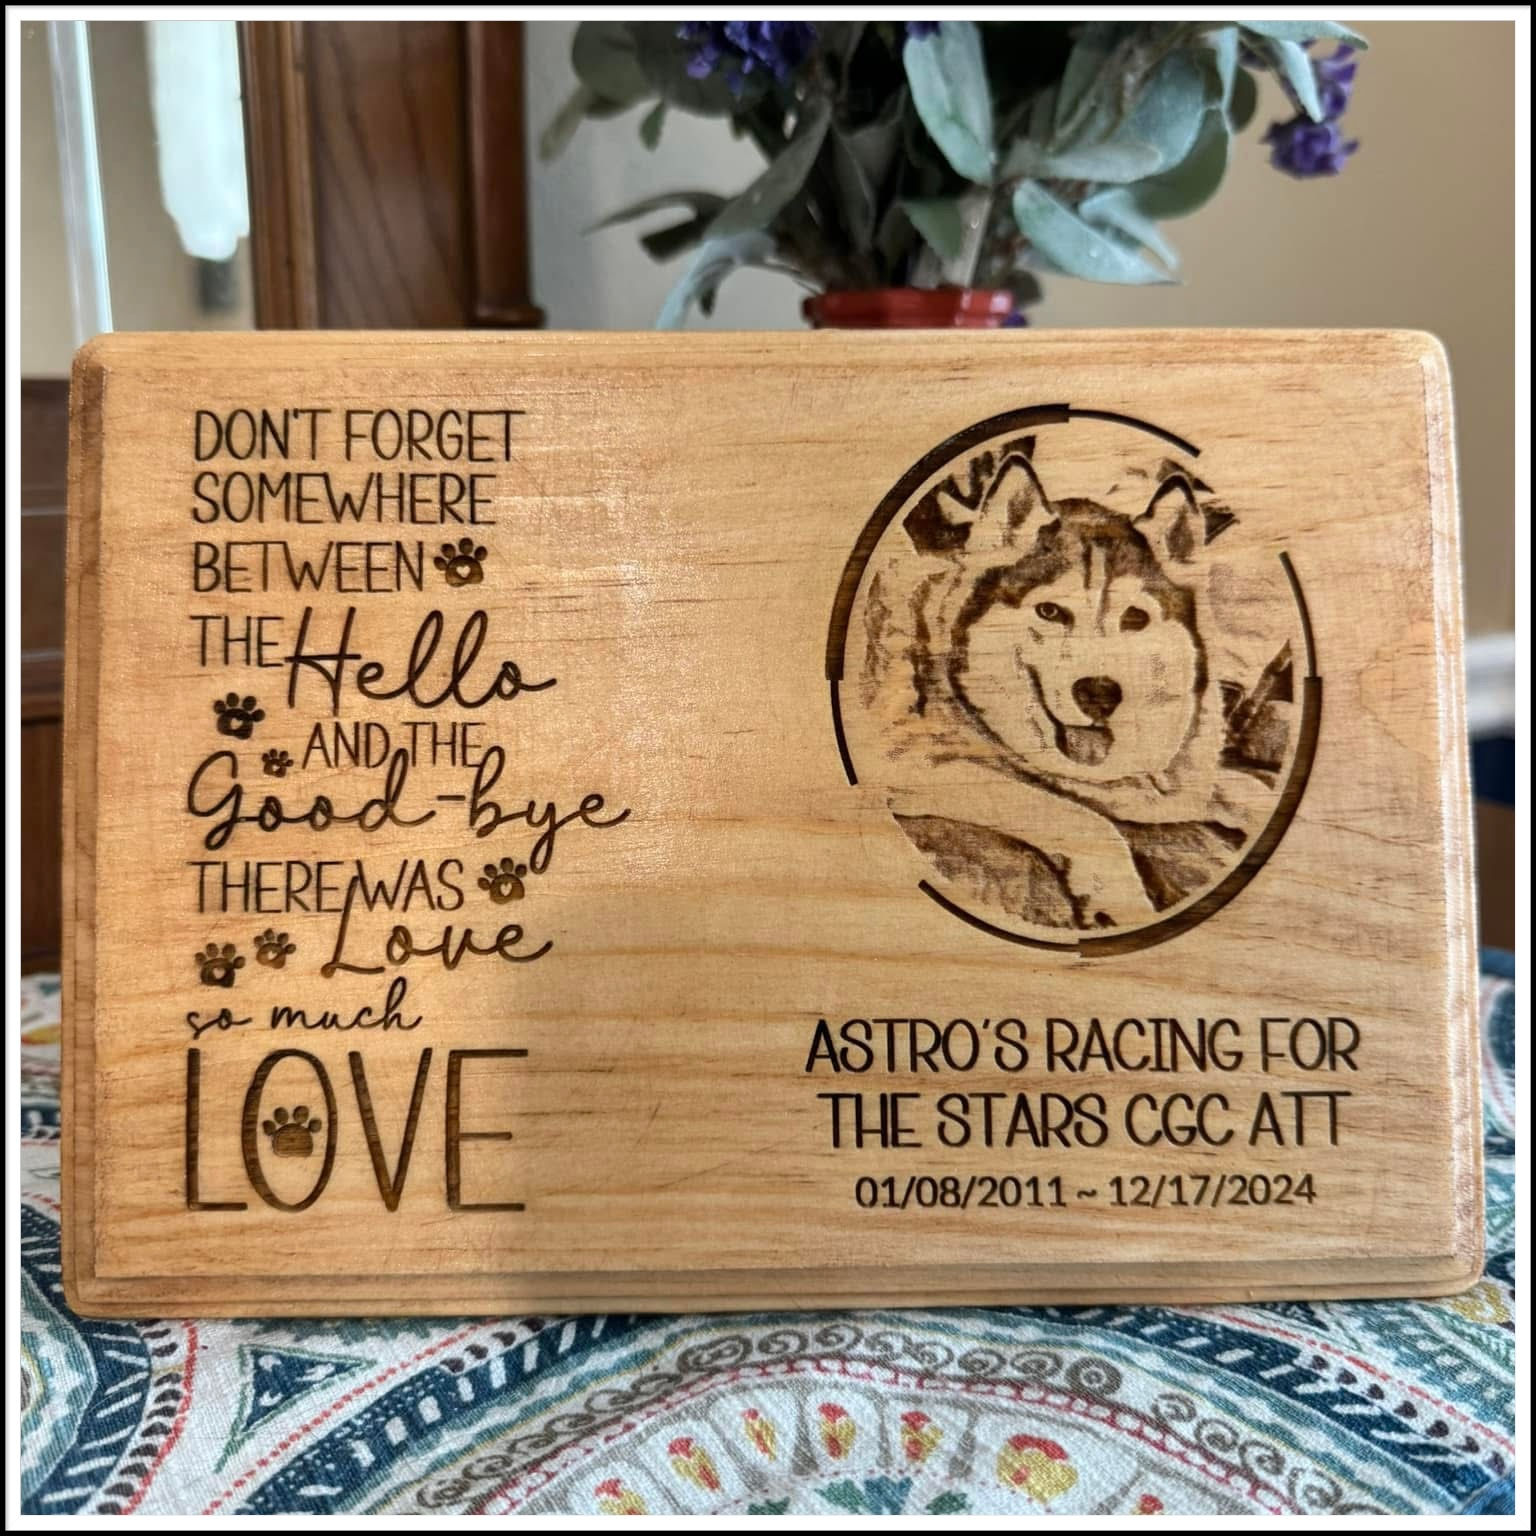 DON'T FORGET
SOMEWHERE
BETWEEN
THE Hello
AND THE
Good-bye
THERE WAS
Love
so much
LOVE
ASTRO'S RACING FOR
THE STARS CGC ATT
01/08/2011 ~ 12/17/2024